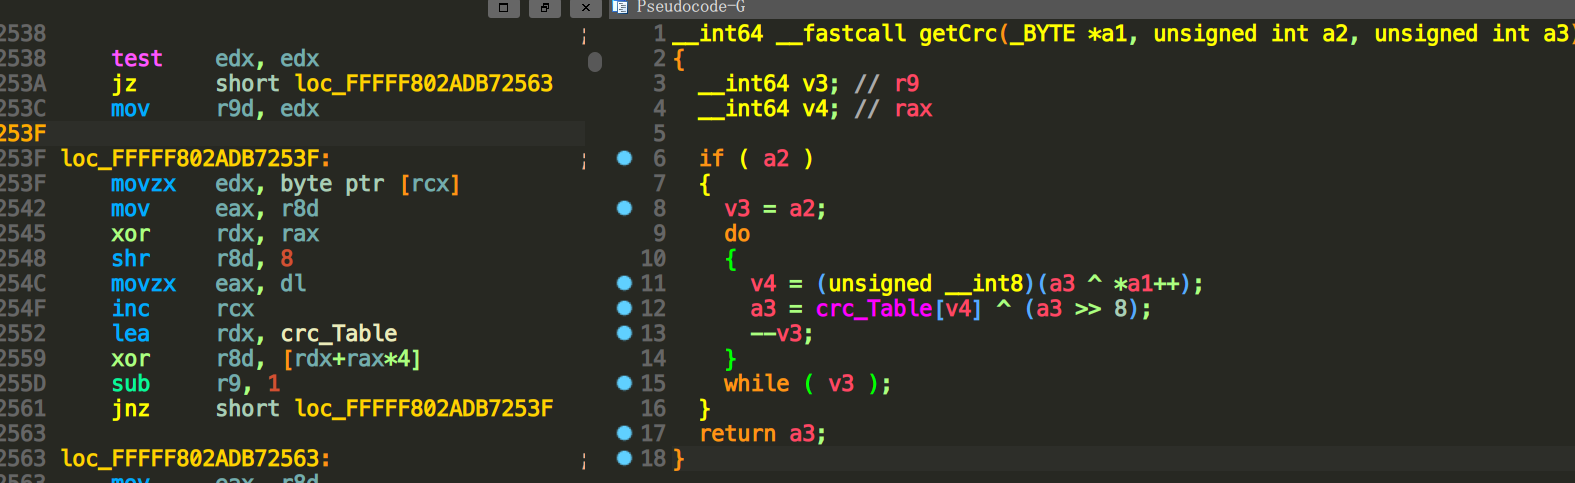 2538 ;
2538 test edx, edx
253A jz short loc_FFFFF802ADB72563
253C mov r9d, edx
253F
253F loc_FFFFF802ADB7253F: ;
253F movzx edx, byte ptr [rcx]
2542 mov eax, r8d
2545 xor rdx, rax
2548 shr r8d, 8
254C movzx eax, dl
254F inc rcx
2552 lea rdx, crc_Table
2559 xor r8d, [rdx+rax*4]
255D sub r9, 1
2561 jnz short loc_FFFFF802ADB7253F
2563
2563 loc_FFFFF802ADB72563: ;
2563 mov eax, r8d
Pseudocode-G
1 __int64 __fastcall getCrc(_BYTE *a1, unsigned int a2, unsigned int a3)
2 {
3 __int64 v3; // r9
4 __int64 v4; // rax
5
6 if ( a2 )
7 {
8 v3 = a2;
9 do
10 {
11 v4 = (unsigned __int8)(a3 ^ *a1++);
12 a3 = crc_Table[v4] ^ (a3 >> 8);
13 --v3;
14 }
15 while ( v3 );
16 }
17 return a3;
18 }